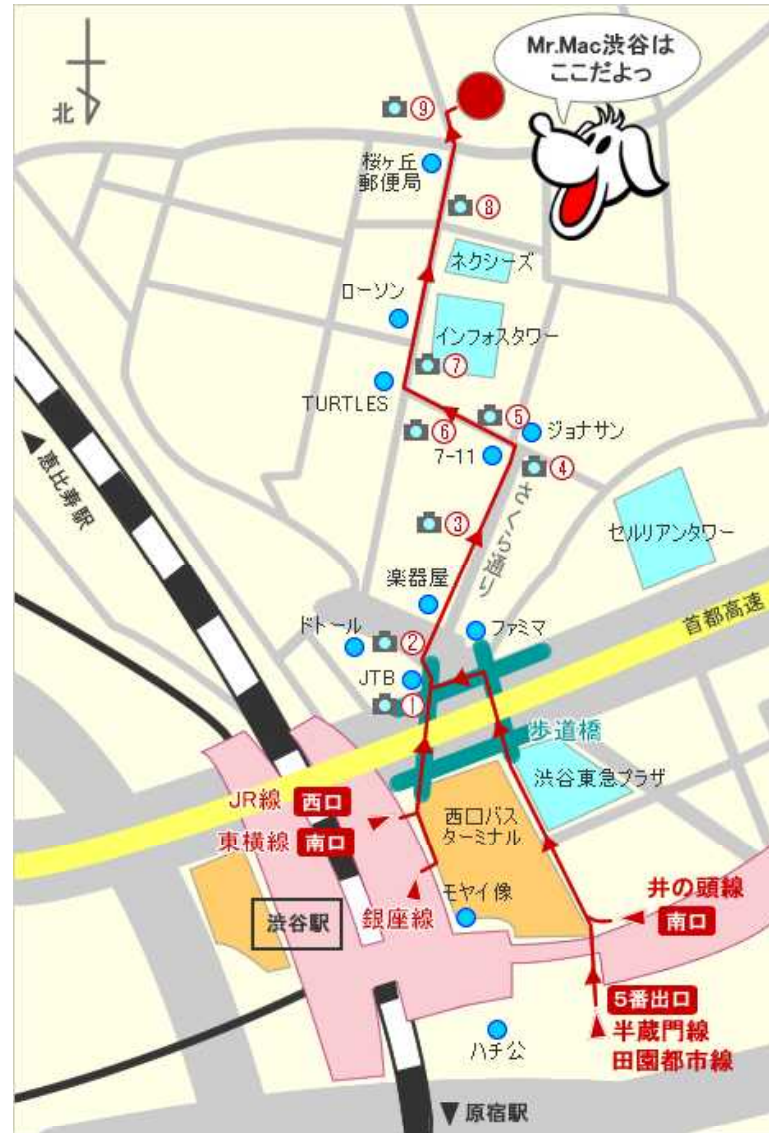 Mr.Mac渋谷は
ここだよっ
北
⑨
桜ヶ丘
郵便局
⑧
ネクシーズ
ローソン
インフォスタワー
⑦
TURTLES
⑤
⑥
ジョナサン
7-11
④
▲恵比寿駅
③
さくら通り
セルリアンタワー
楽器屋
ドトール
②
ファミマ
首都高速
JTB
①
歩道橋
渋谷東急プラザ
JR線 西口
西口バス
ターミナル
東横線 南口
モヤイ像
井の頭線
南口
銀座線
渋谷駅
5番出口
半蔵門線
田園都市線
ハチ公
▼原宿駅